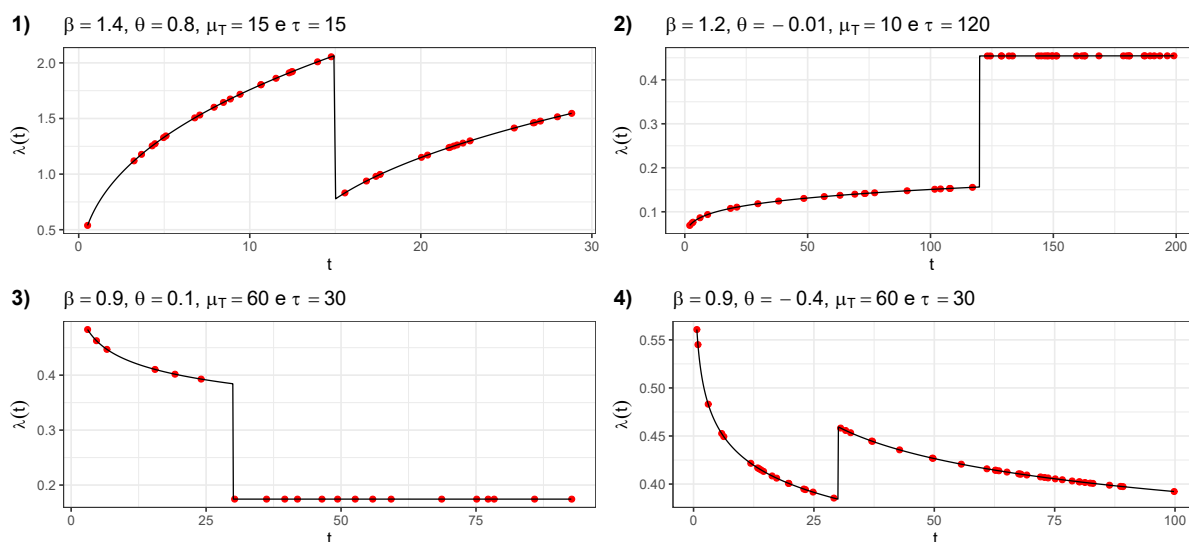 1) β = 1.4, θ = 0.8, μ_T = 15 e τ = 15
2.0
1.5
1.0
0.5
λ(t)
0
10
20
30
t
2) β = 1.2, θ = − 0.01, μ_T = 10 e τ = 120
0.4
0.3
0.2
0.1
λ(t)
0
50
100
150
200
t
3) β = 0.9, θ = 0.1, μ_T = 60 e τ = 30
0.4
0.3
0.2
λ(t)
0
25
50
75
t
4) β = 0.9, θ = − 0.4, μ_T = 60 e τ = 30
0.55
0.50
0.45
0.40
λ(t)
0
25
50
75
100
t